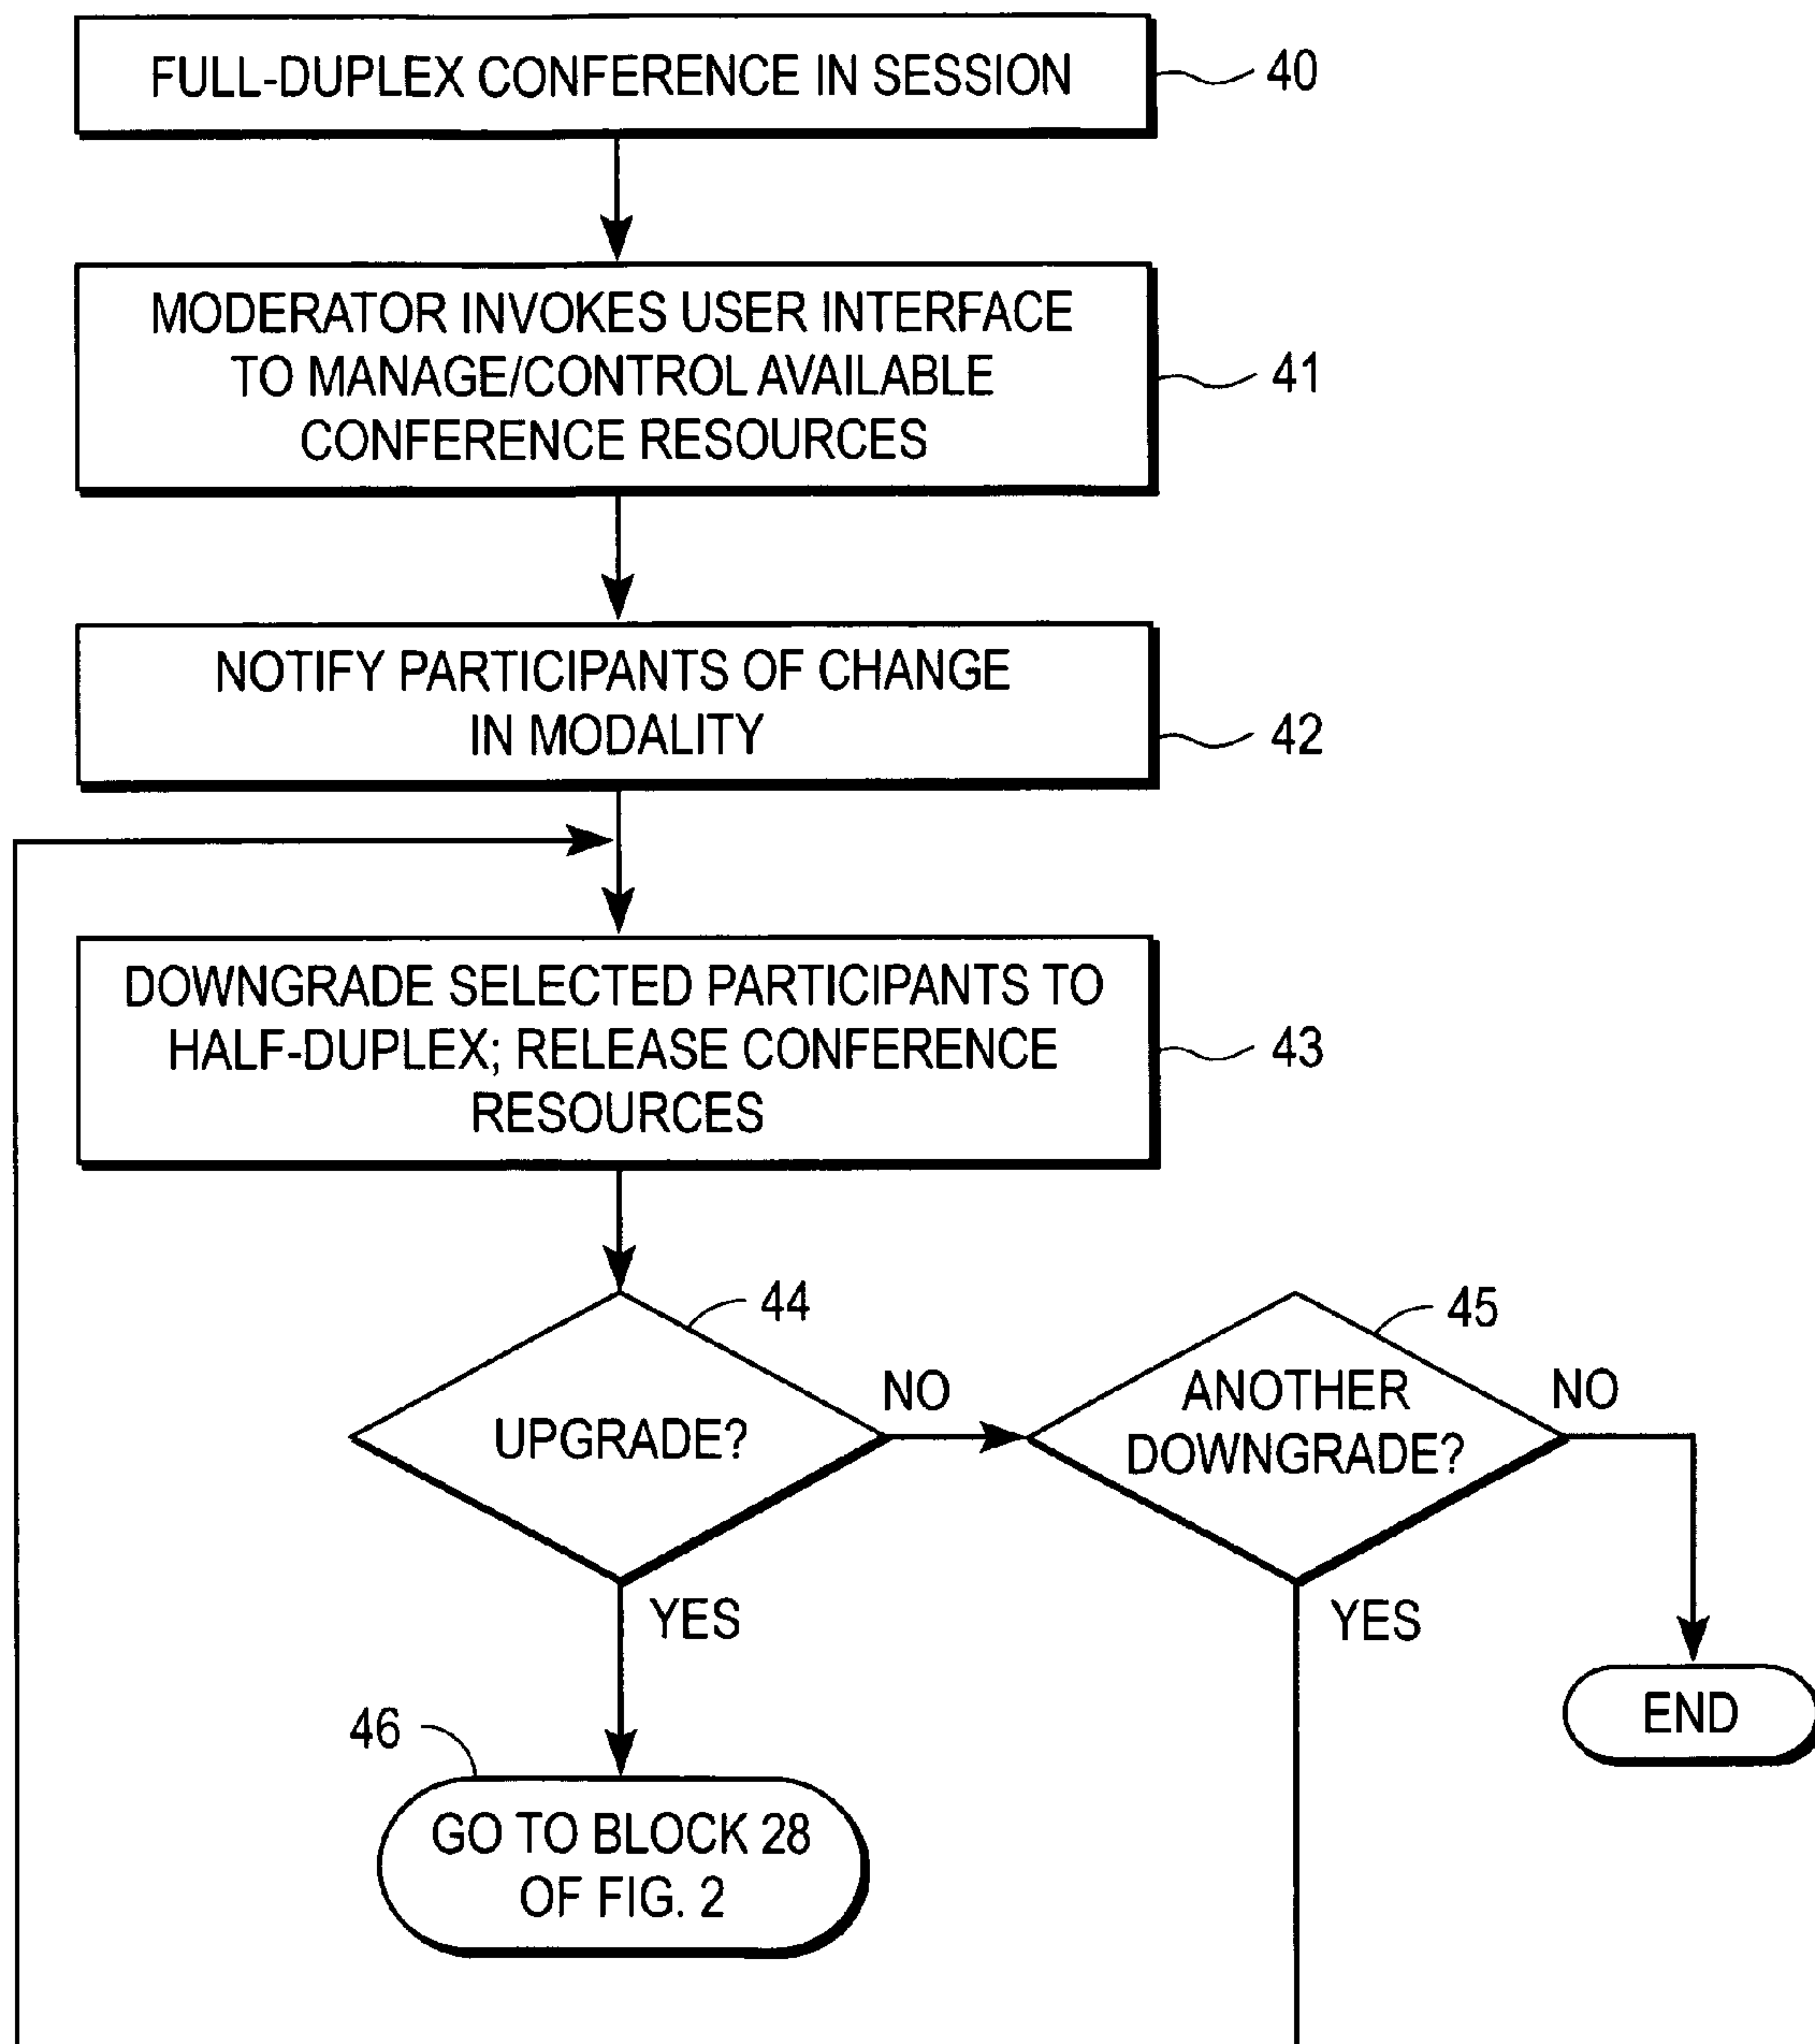 FULL-DUPLEX CONFERENCE IN SESSION
40
MODERATOR INVOKES USER INTERFACE
TO MANAGE/CONTROL AVAILABLE
CONFERENCE RESOURCES
41
NOTIFY PARTICIPANTS OF CHANGE
IN MODALITY
42
DOWNGRADE SELECTED PARTICIPANTS TO
HALF-DUPLEX; RELEASE CONFERENCE
RESOURCES
43
44
UPGRADE?
NO
YES
45
ANOTHER
DOWNGRADE?
NO
YES
END
46
GO TO BLOCK 28
OF FIG. 2